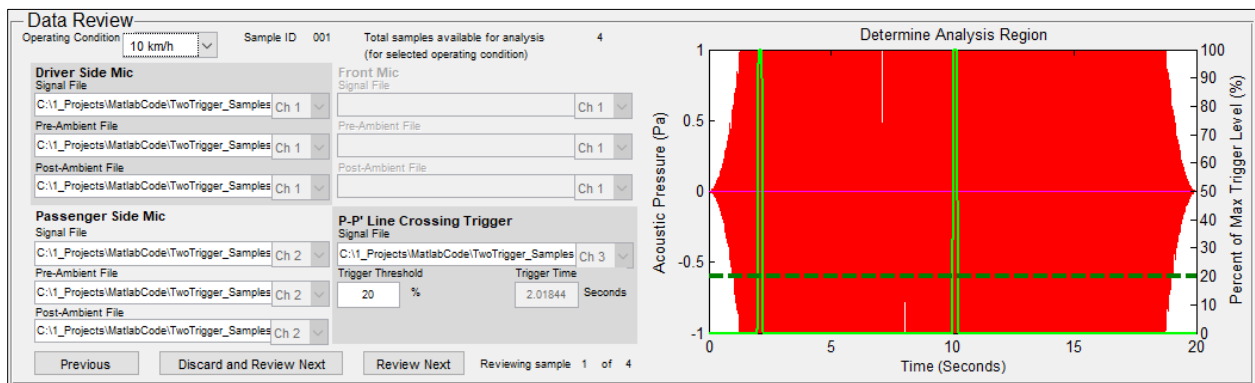 Data Review
Operating Condition 10 km/h Sample ID 001 Total samples available for analysis 4
(for selected operating condition)
Driver Side Mic
Signal File
C:\1_Projects\MatlabCode\TwoTrigger_Samples Ch 1
Pre-Ambient File
C:\1_Projects\MatlabCode\TwoTrigger_Samples Ch 1
Post-Ambient File
C:\1_Projects\MatlabCode\TwoTrigger_Samples Ch 1
Front Mic
Signal File
Ch 1
Pre-Ambient File
Ch 1
Post-Ambient File
Ch 1
Passenger Side Mic
Signal File
C:\1_Projects\MatlabCode\TwoTrigger_Samples Ch 2
Pre-Ambient File
C:\1_Projects\MatlabCode\TwoTrigger_Samples Ch 2
Post-Ambient File
C:\1_Projects\MatlabCode\TwoTrigger_Samples Ch 2
P-P' Line Crossing Trigger
Signal File
C:\1_Projects\MatlabCode\TwoTrigger_Samples Ch 3
Trigger Threshold Trigger Time
20 % 2.01844 Seconds
Previous Discard and Review Next Review Next Reviewing sample 1 of 4
Determine Analysis Region
Acoustic Pressure (Pa)
1
0.5
0
-0.5
-1
Percent of Max Trigger Level (%)
100
90
80
70
60
50
40
30
20
10
0
0 5 10 15 20
Time (Seconds)